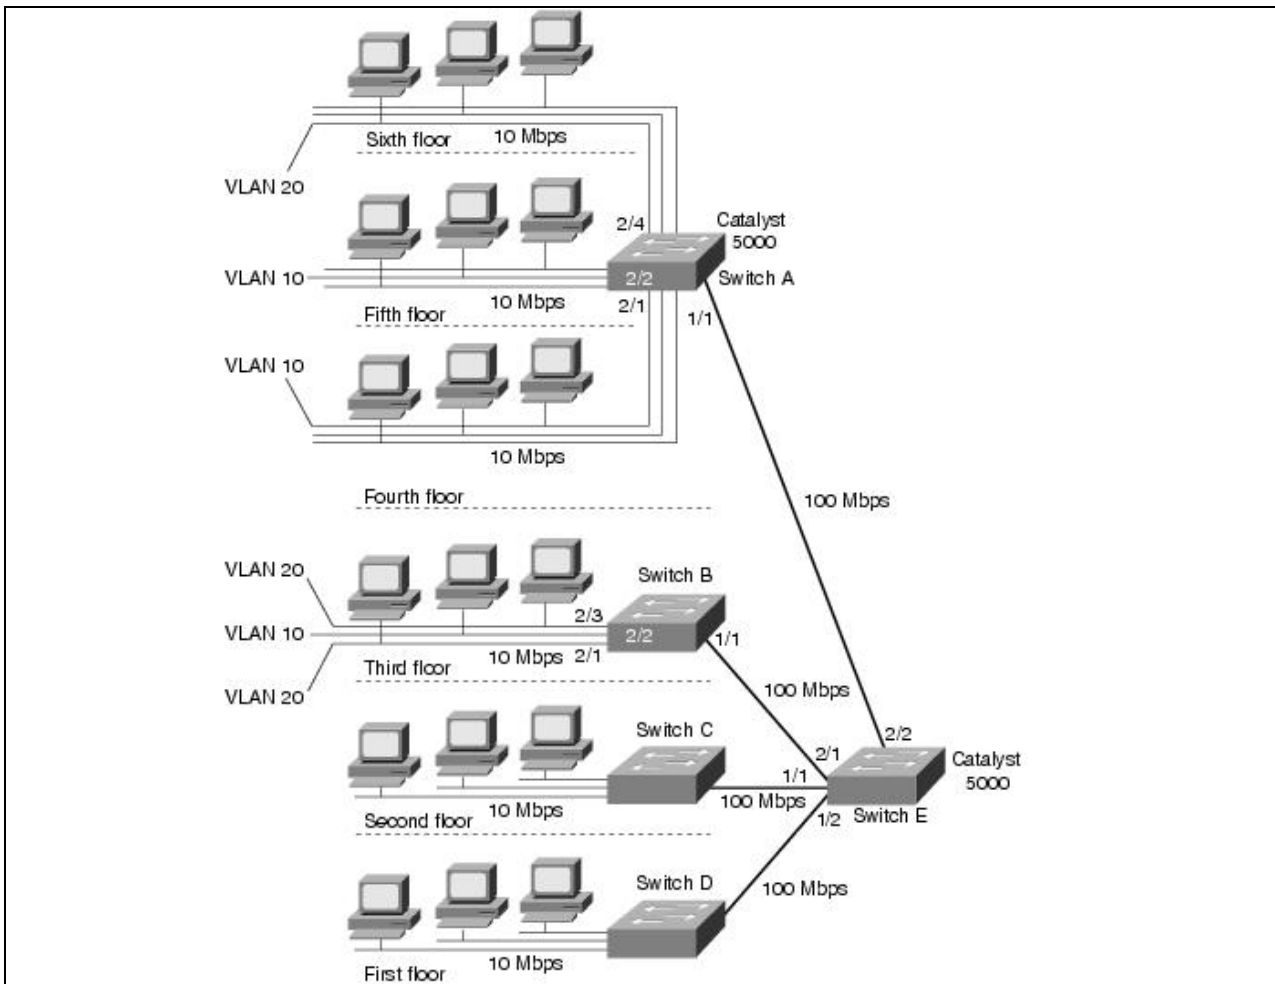 Sixth floor
10 Mbps
VLAN 20
2/4
Catalyst
5000
VLAN 10
2/2
Switch A
10 Mbps
2/1
Fifth floor
1/1
VLAN 10
10 Mbps
Fourth floor
100 Mbps
VLAN 20
Switch B
2/3
VLAN 10
2/2
1/1
10 Mbps
2/1
Third floor
VLAN 20
100 Mbps
Switch C
2/2
2/1
Catalyst
5000
1/1
100 Mbps
10 Mbps
Second floor
1/2
Switch E
Switch D
100 Mbps
10 Mbps
First floor